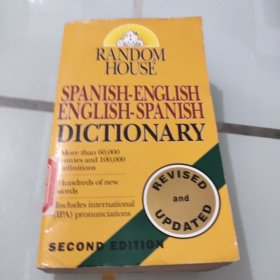 RANDOM
HOUSE
SPANISH-ENGLISH
ENGLISH-SPANISH
DICTIONARY
More than 60,000
entries and 100,000
definitions
Hundreds of new
words
Includes international
(IPA) pronunciations
REVISED
and
UPDATED
SECOND EDITION